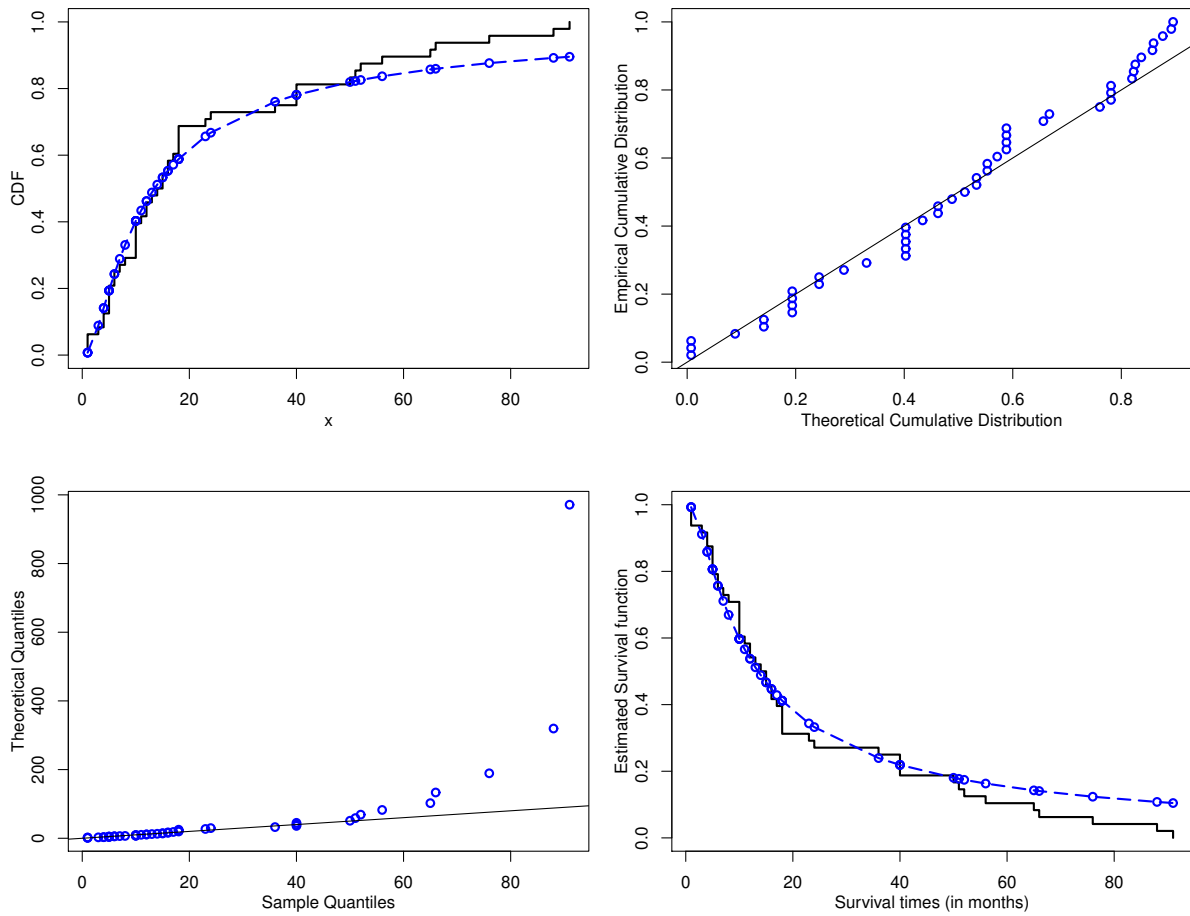 CDF
0.0 0.2 0.4 0.6 0.8 1.0
0 20 40 60 80
x
Empirical Cumulative Distribution
0.0 0.2 0.4 0.6 0.8 1.0
0.0 0.2 0.4 0.6 0.8
Theoretical Cumulative Distribution
Theoretical Quantiles
0 200 400 600 800 1000
0 20 40 60 80
Sample Quantiles
Estimated Survival function
0.0 0.2 0.4 0.6 0.8 1.0
0 20 40 60 80
Survival times (in months)